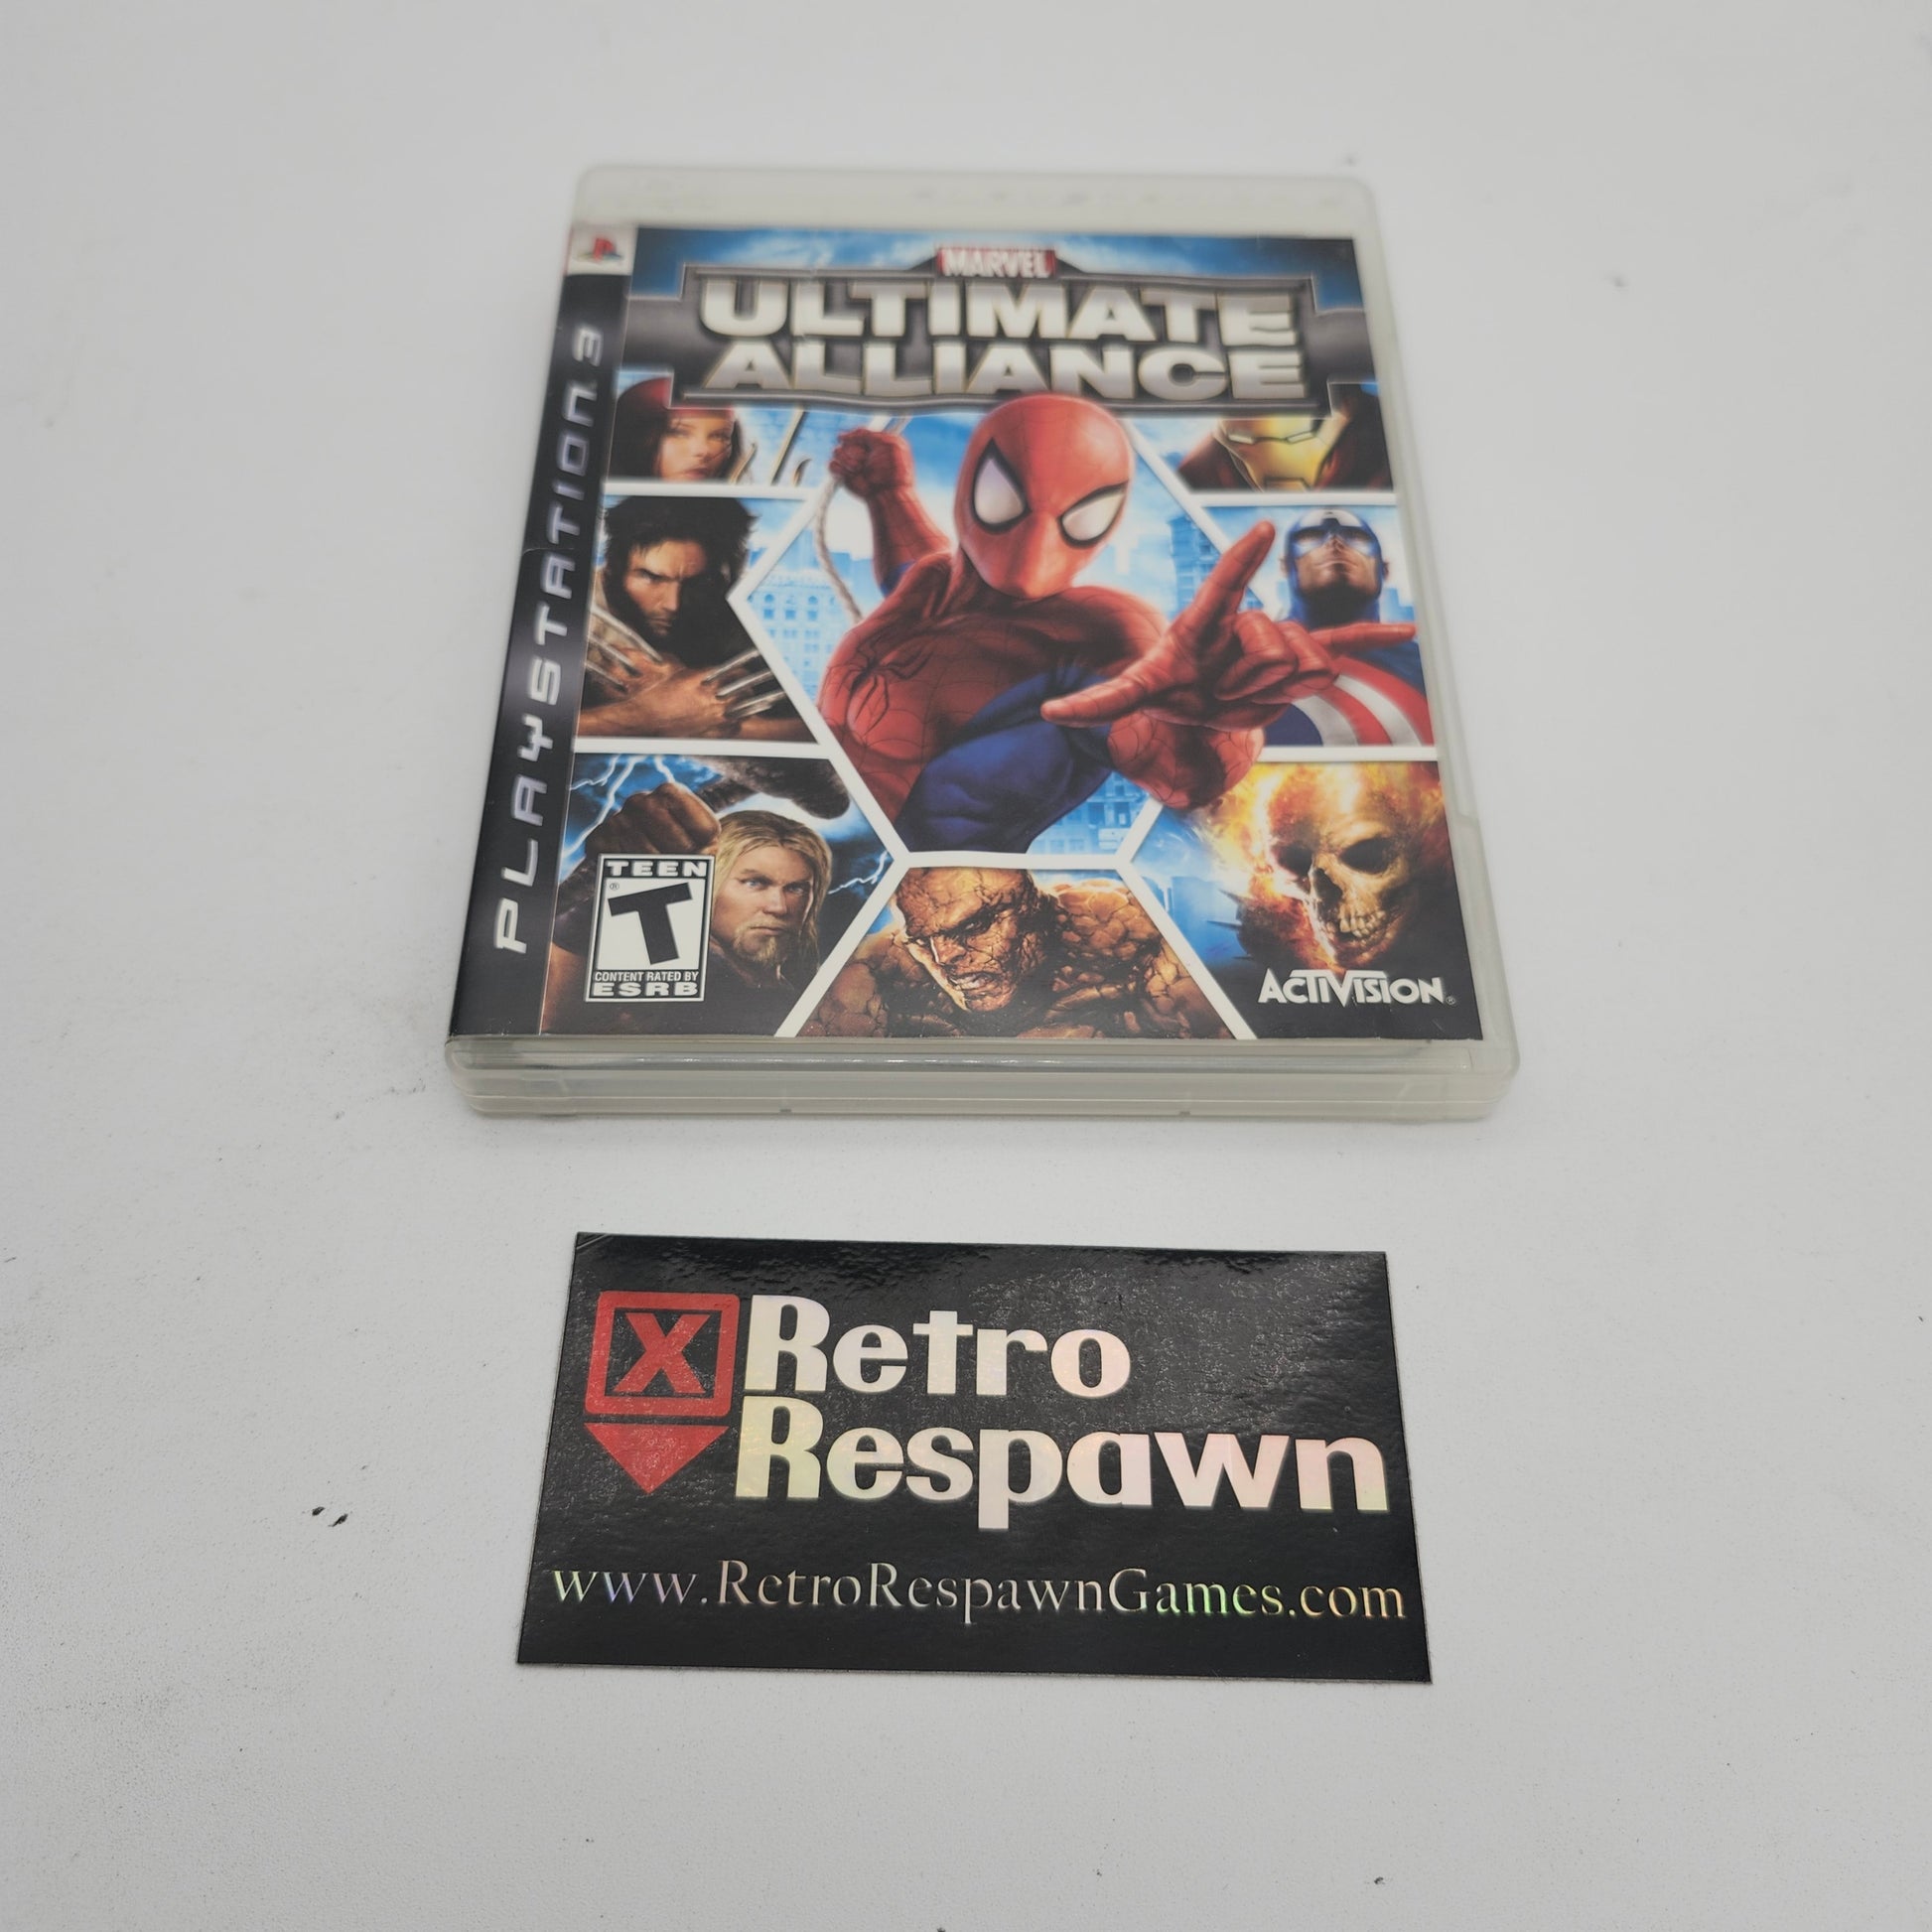 MARVEL
ULTIMATE
ALLIANCE
PLAYSTATION 3
TEEN
T
CONTENT RATED BY
ESRB
ACTIVISION®
X
Retro
Respawn
www.RetroRespawnGames.com